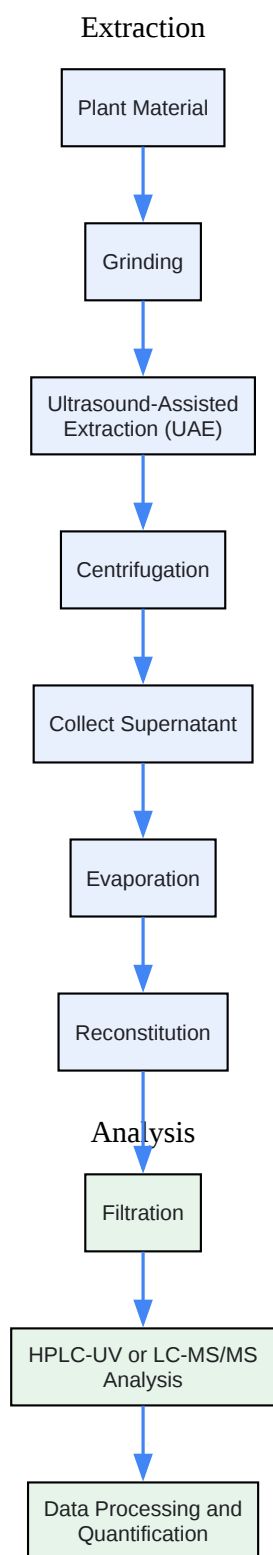 Extraction
Plant Material
Grinding
Ultrasound-Assisted
Extraction (UAE)
Centrifugation
Collect Supernatant
Evaporation
Reconstitution
Analysis
Filtration
HPLC-UV or LC-MS/MS
Analysis
Data Processing and
Quantification